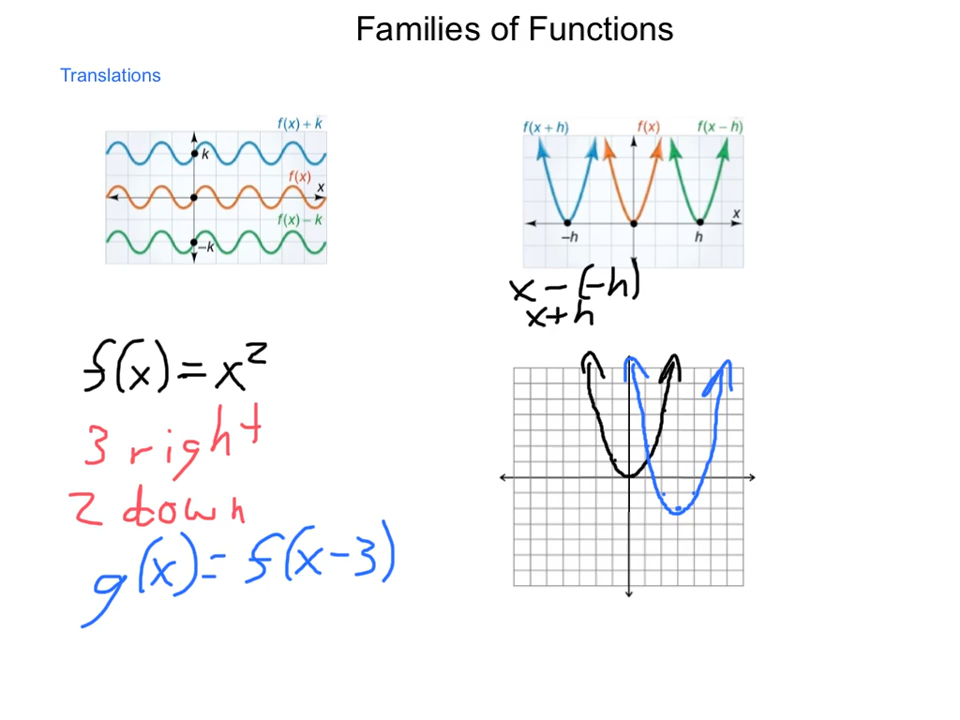 Families of Functions
Translations
f(x) + k
k
f(x)
x
f(x) – k
–k
f(x + h)
f(x)
f(x – h)
x
–h
h
x – (–h)
x + h
f(x) = x²
3 right
2 down
g(x) = f(x – 3)